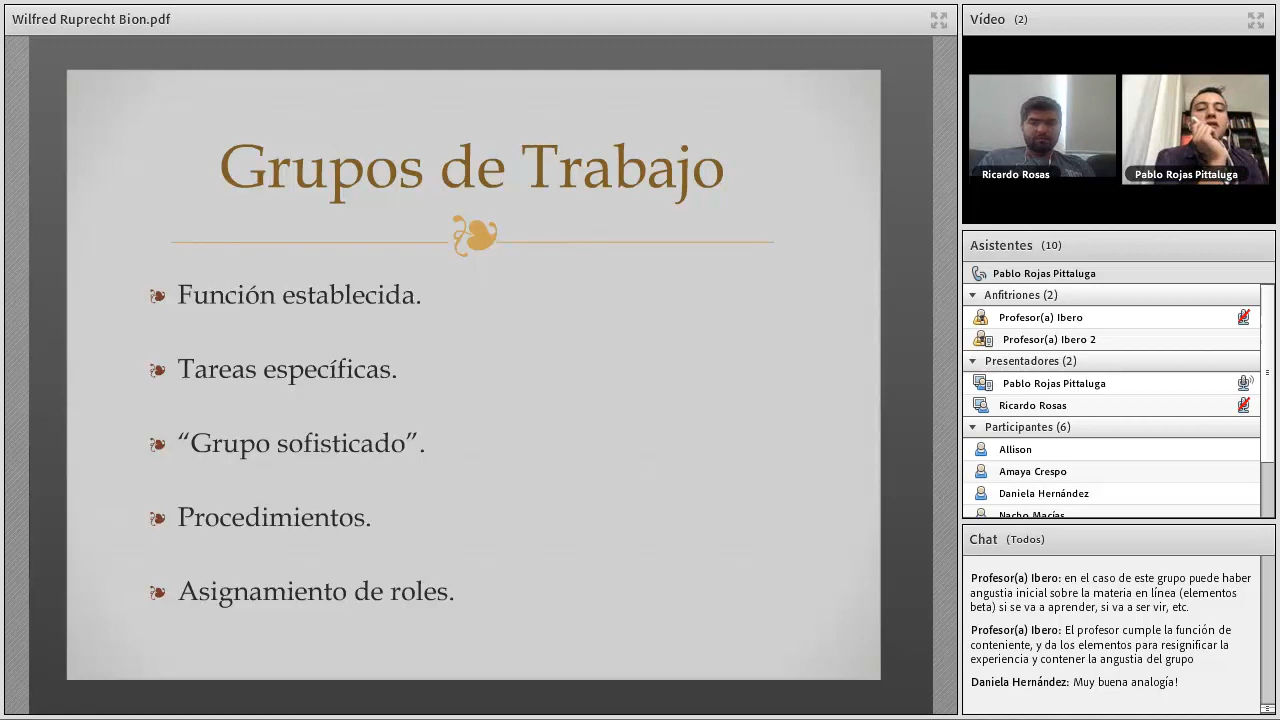 Wilfred Ruprecht Bion.pdf
Grupos de Trabajo
Función establecida.
Tareas específicas.
“Grupo sofisticado”.
Procedimientos.
Asignamiento de roles.
Vídeo (2)
Ricardo Rosas
Pablo Rojas Pittaluga
Asistentes (10)
Pablo Rojas Pittaluga
Anfitriones (2)
Profesor(a) Ibero
Profesor(a) Ibero 2
Presentadores (2)
Pablo Rojas Pittaluga
Ricardo Rosas
Participantes (6)
Allison
Amaya Crespo
Daniela Hernández
Nacho Macías
Chat (Todos)
Profesor(a) Ibero: en el caso de este grupo puede haber
angustia inicial sobre la materia en línea (elementos
beta) si se va a aprender, si va a ser vir, etc.
Profesor(a) Ibero: El profesor cumple la función de
conteniente, y da los elementos para resignificar la
experiencia y contener la angustia del grupo
Daniela Hernández: Muy buena analogía!